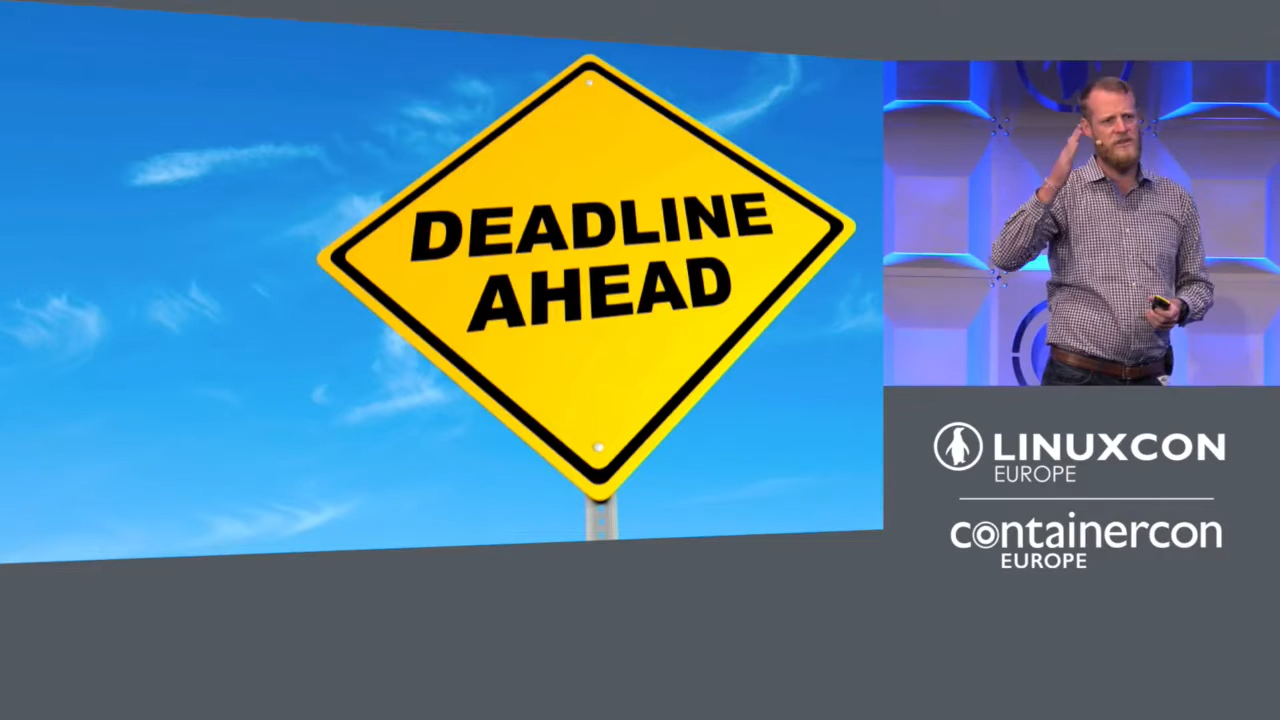 DEADLINE
AHEAD
LINUXCON
EUROPE
containercon
EUROPE